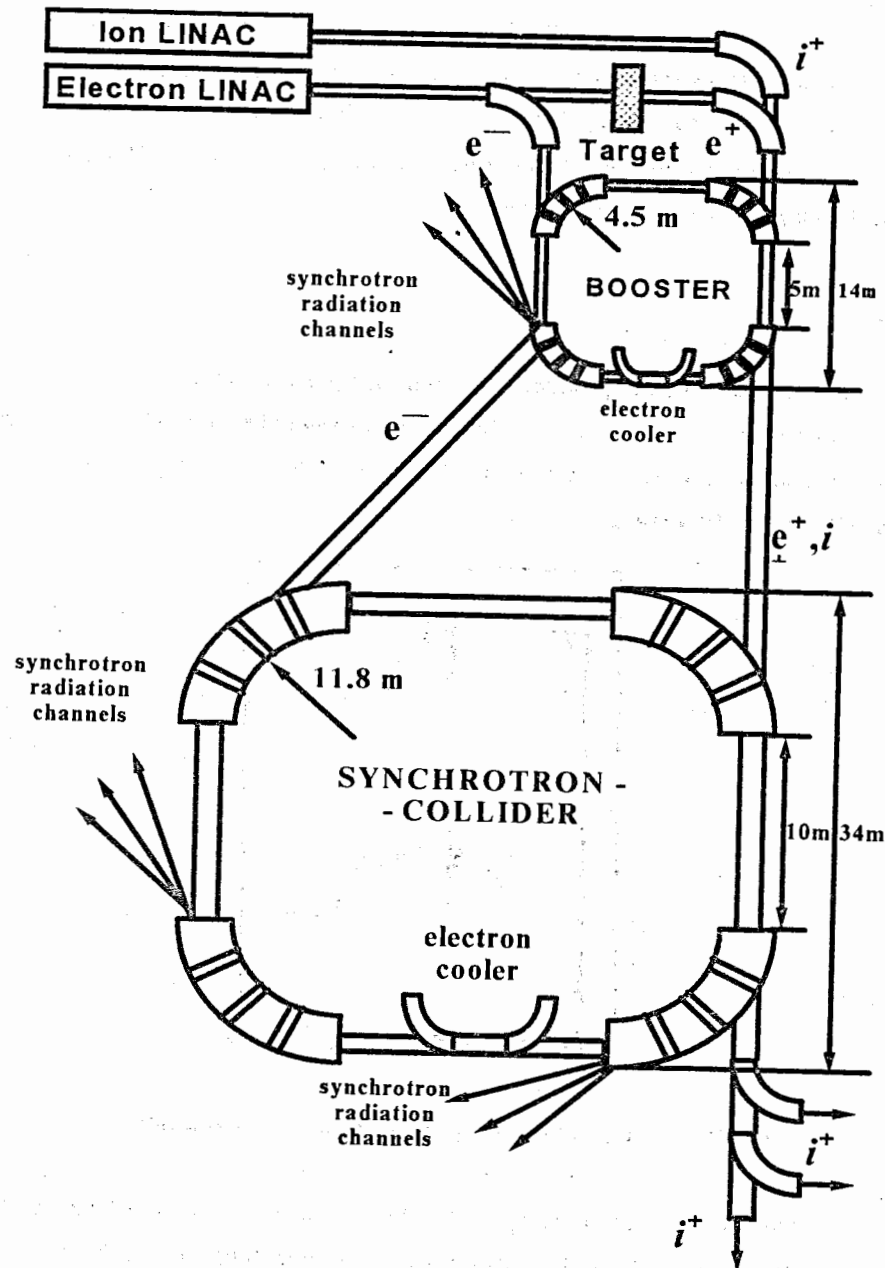 Ion LINAC
i⁺
Electron LINAC
e⁻
Target
e⁺
4.5 m
synchrotron
radiation
channels
BOOSTER
5m
14m
electron
cooler
e⁻
e⁺,i
synchrotron
radiation
channels
11.8 m
SYNCHROTRON -
- COLLIDER
10m
34m
electron
cooler
synchrotron
radiation
channels
i⁺
i⁺